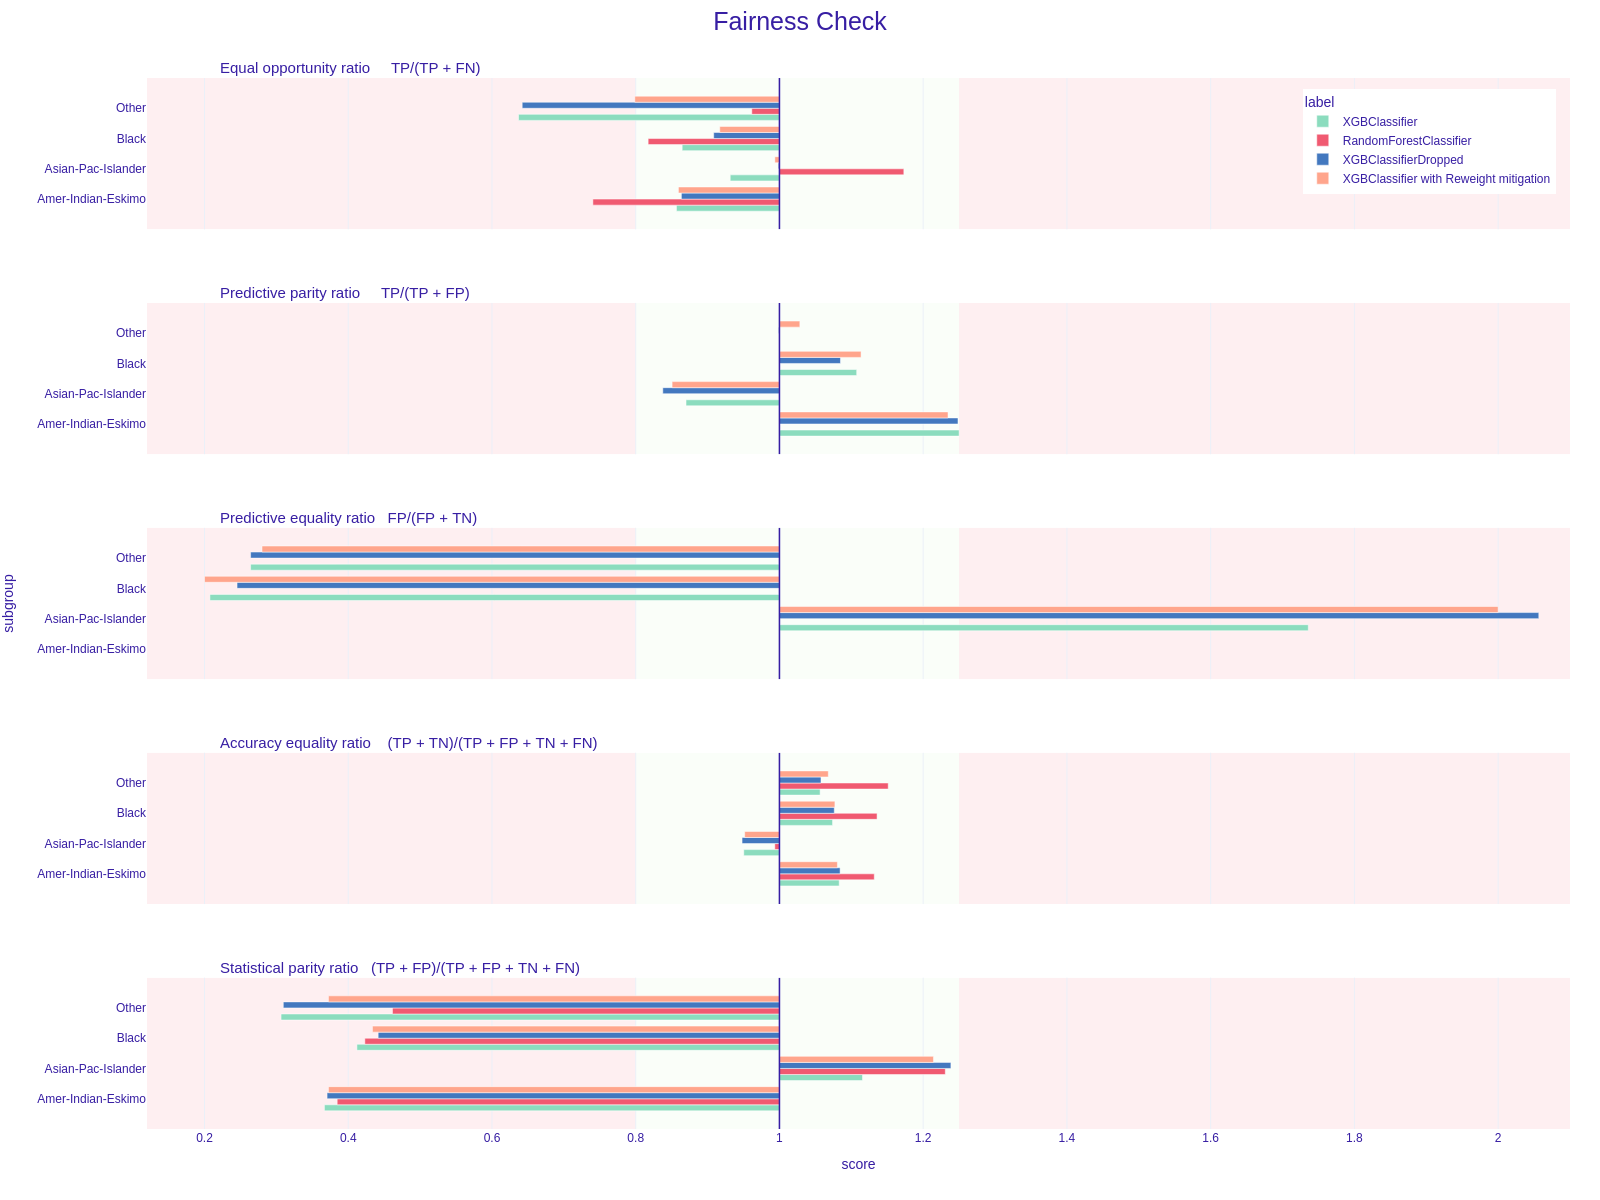 Fairness Check
Equal opportunity ratio TP/(TP + FN)
Other
Black
Asian-Pac-Islander
Amer-Indian-Eskimo
label
XGBClassifier
RandomForestClassifier
XGBClassifierDropped
XGBClassifier with Reweight mitigation
Predictive parity ratio TP/(TP + FP)
Other
Black
Asian-Pac-Islander
Amer-Indian-Eskimo
Predictive equality ratio FP/(FP + TN)
Other
Black
Asian-Pac-Islander
Amer-Indian-Eskimo
subgroup
Accuracy equality ratio (TP + TN)/(TP + FP + TN + FN)
Other
Black
Asian-Pac-Islander
Amer-Indian-Eskimo
Statistical parity ratio (TP + FP)/(TP + FP + TN + FN)
Other
Black
Asian-Pac-Islander
Amer-Indian-Eskimo
0.2 0.4 0.6 0.8 1 1.2 1.4 1.6 1.8 2
score